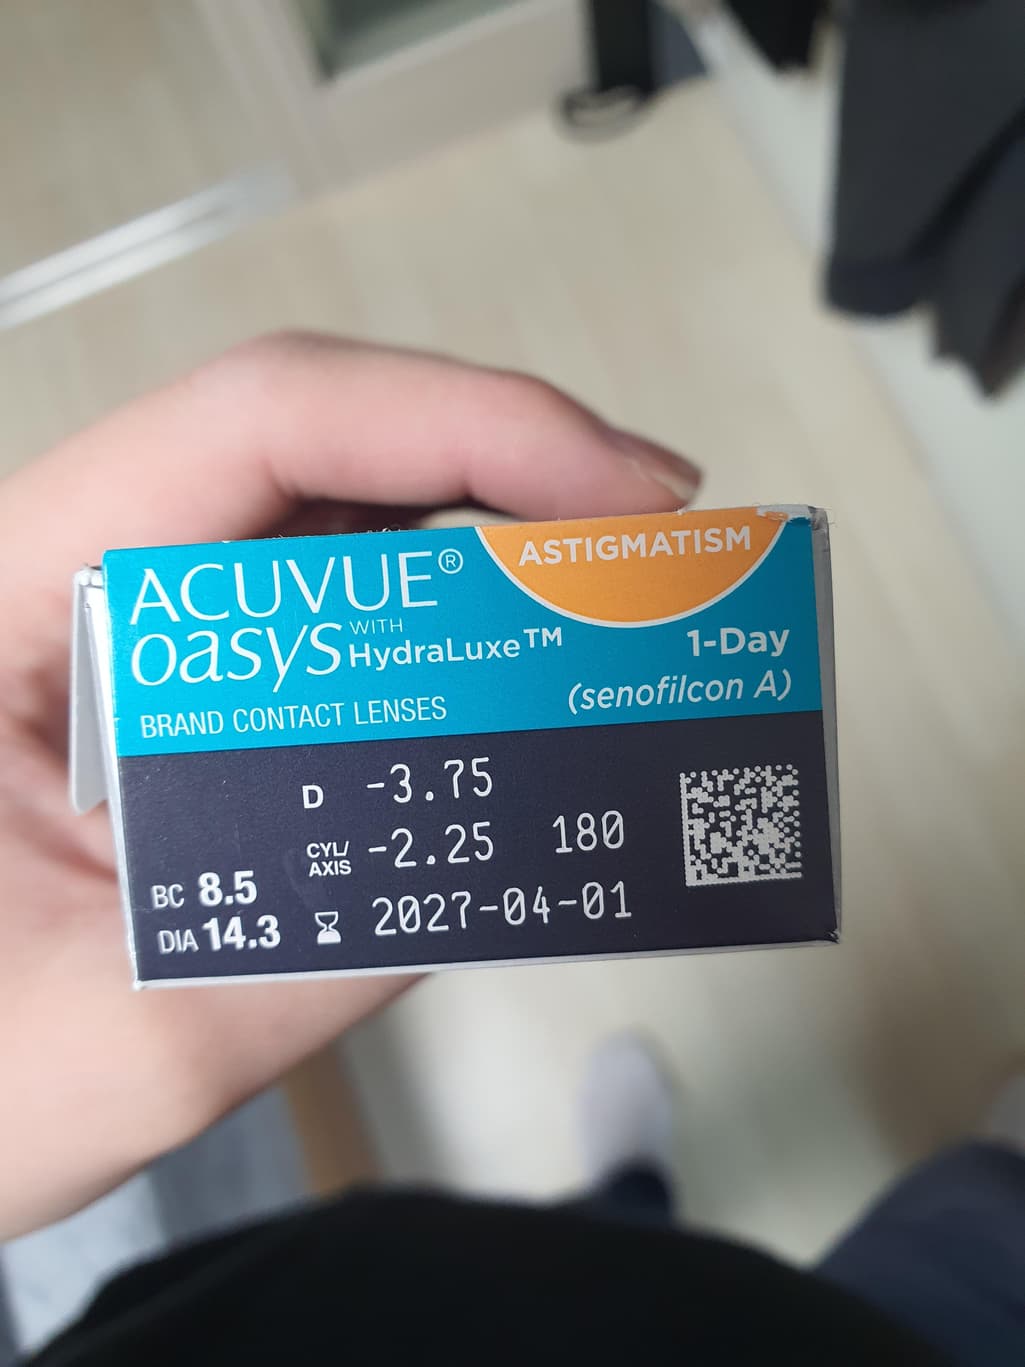 ACUVUE®
ASTIGMATISM
oasys WITH HydraLuxe™
1-Day
(senofilcon A)
BRAND CONTACT LENSES
D -3.75
CYL/AXIS -2.25 180
BC 8.5
DIA 14.3
2027-04-01